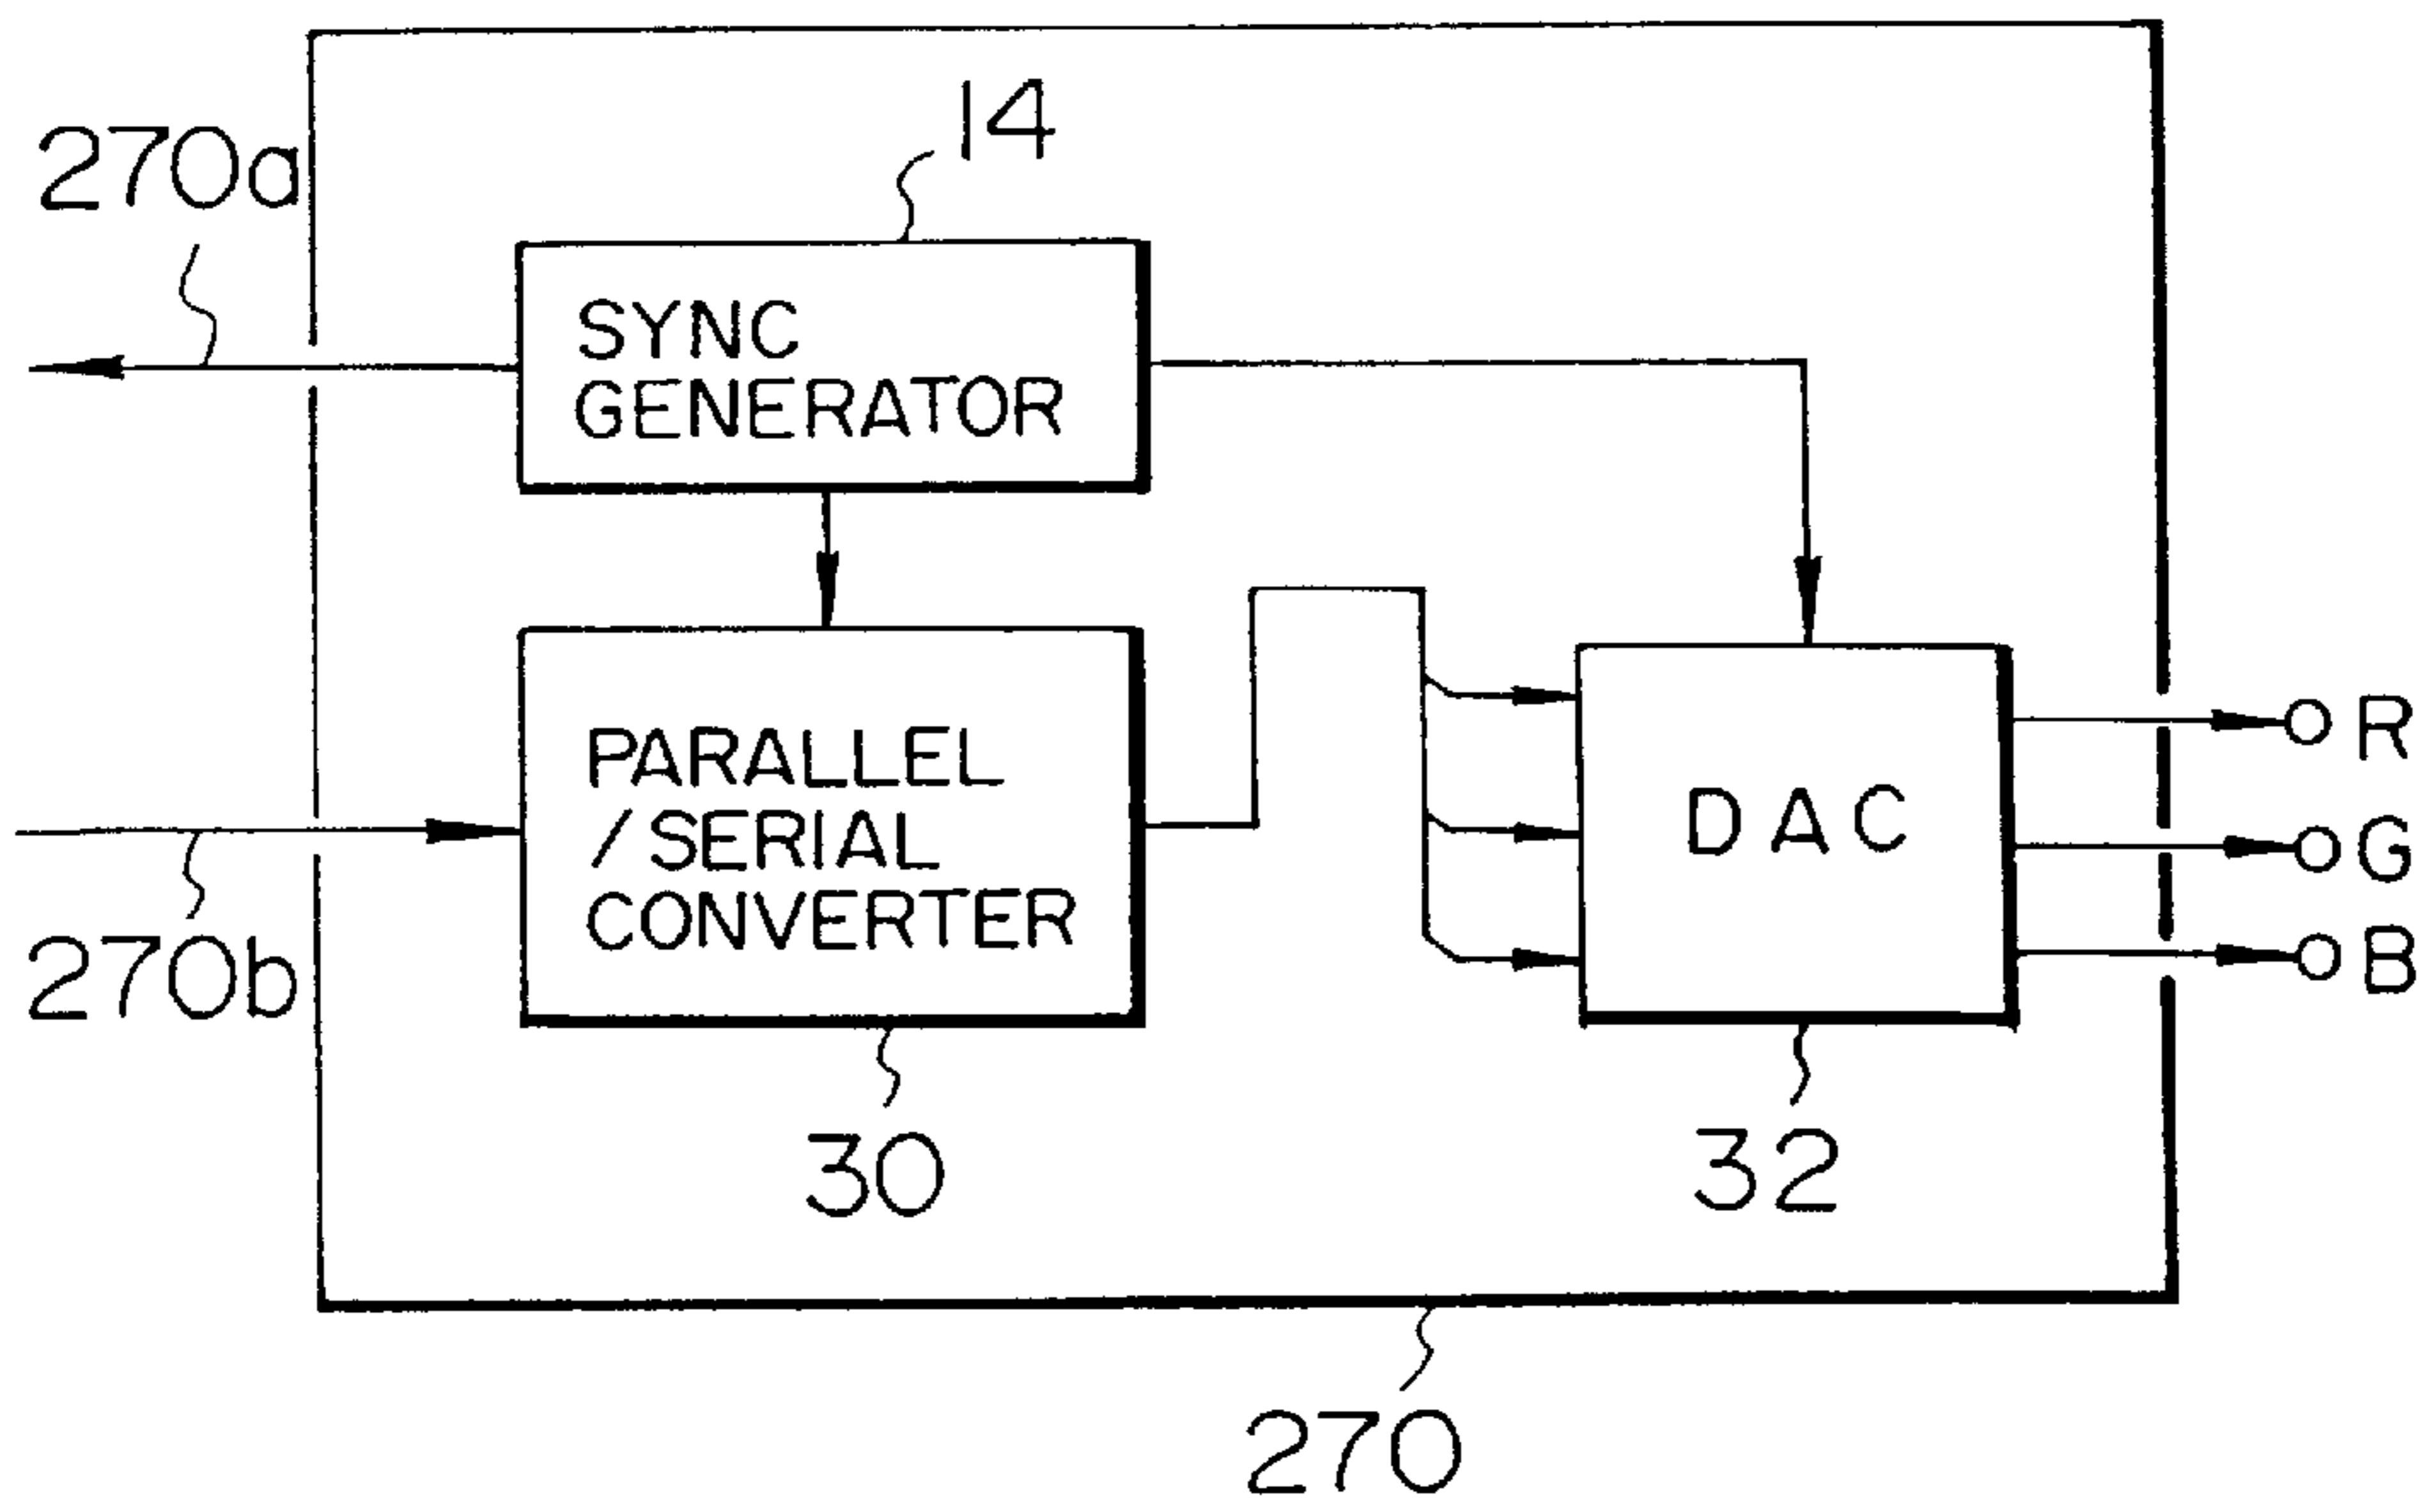 14
270a
SYNC
GENERATOR
PARALLEL
/SERIAL
CONVERTER
DAC
R
G
B
270b
30
32
270